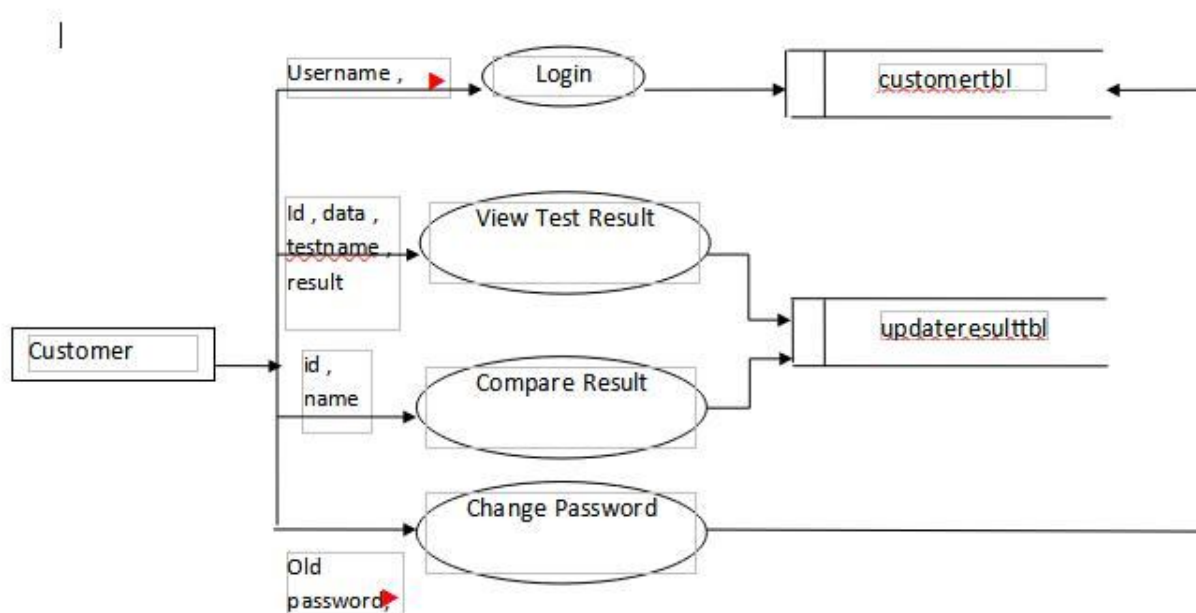 Username ,
Login
customertbl
Id , data ,
testname ,
result
View Test Result
updateresulttbl
Customer
id ,
name
Compare Result
Change Password
Old
password,